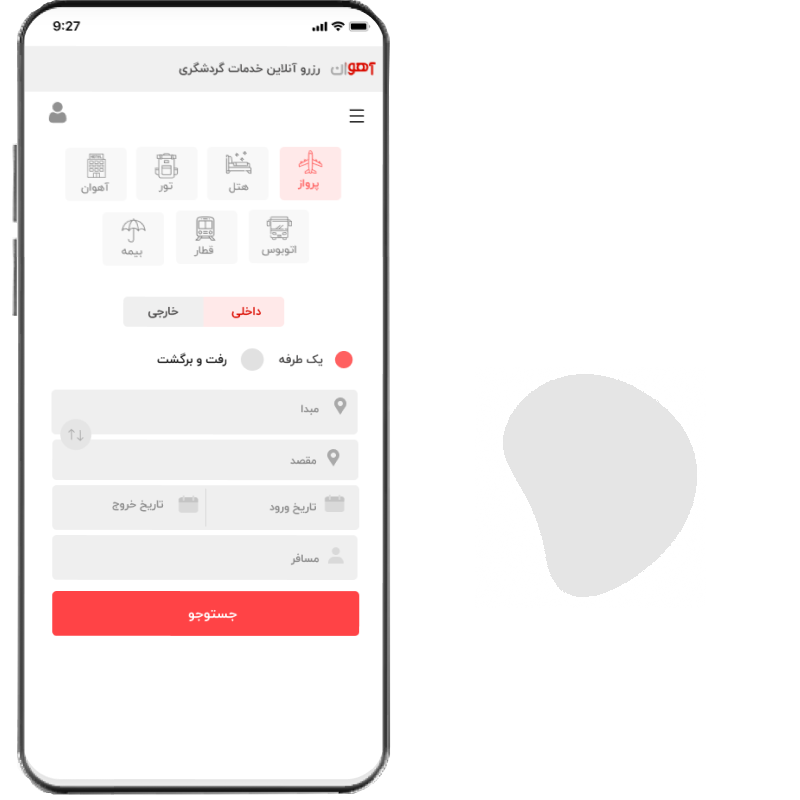 9:27
آهوان رزرو آنلاین خدمات گردشگری
پرواز هتل تور آهوان
اتوبوس قطار بیمه
داخلی خارجی
یک طرفه رفت و برگشت
مبدا
مقصد
تاریخ ورود تاریخ خروج
مسافر
جستوجو